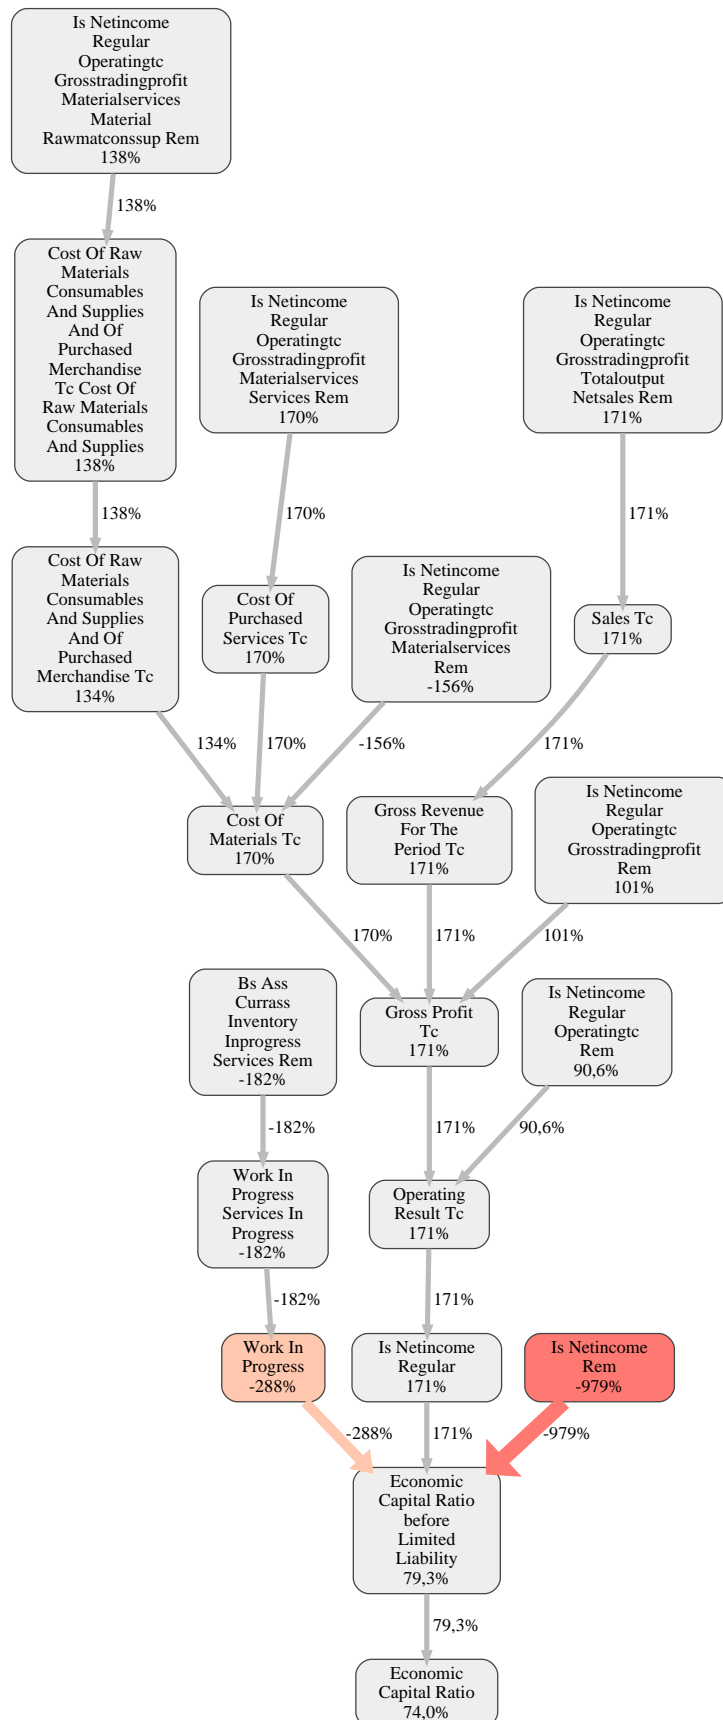 Is Netincome
Regular
Operatingtc
Grosstradingprofit
Materialservices
Material
Rawmatconssup Rem
138%
138%
Cost Of Raw
Materials
Consumables
And Supplies
And Of
Purchased
Merchandise
Tc Cost Of
Raw Materials
Consumables
And Supplies
138%
Is Netincome
Regular
Operatingtc
Grosstradingprofit
Materialservices
Services Rem
170%
Is Netincome
Regular
Operatingtc
Grosstradingprofit
Totaloutput
Netsales Rem
171%
138%
170%
171%
Cost Of Raw
Materials
Consumables
And Supplies
And Of
Purchased
Merchandise Tc
134%
Cost Of
Purchased
Services Tc
170%
Is Netincome
Regular
Operatingtc
Grosstradingprofit
Materialservices
Rem
-156%
Sales Tc
171%
134%
170%
-156%
171%
Cost Of
Materials Tc
170%
Gross Revenue
For The
Period Tc
171%
Is Netincome
Regular
Operatingtc
Grosstradingprofit
Rem
101%
170%
171%
101%
Bs Ass
Currass
Inventory
Inprogress
Services Rem
-182%
Gross Profit
Tc
171%
Is Netincome
Regular
Operatingtc
Rem
90,6%
-182%
171%
90,6%
Work In
Progress
Services In
Progress
-182%
Operating
Result Tc
171%
-182%
171%
Work In
Progress
-288%
Is Netincome
Regular
171%
Is Netincome
Rem
-979%
-288%
171%
-979%
Economic
Capital Ratio
before
Limited
Liability
79,3%
79,3%
Economic
Capital Ratio
74,0%